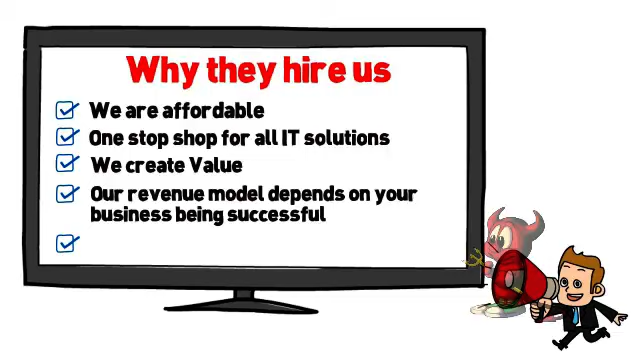 Why they hire us
We are affordable
One stop shop for all IT solutions
We create Value
Our revenue model depends on your
business being successful